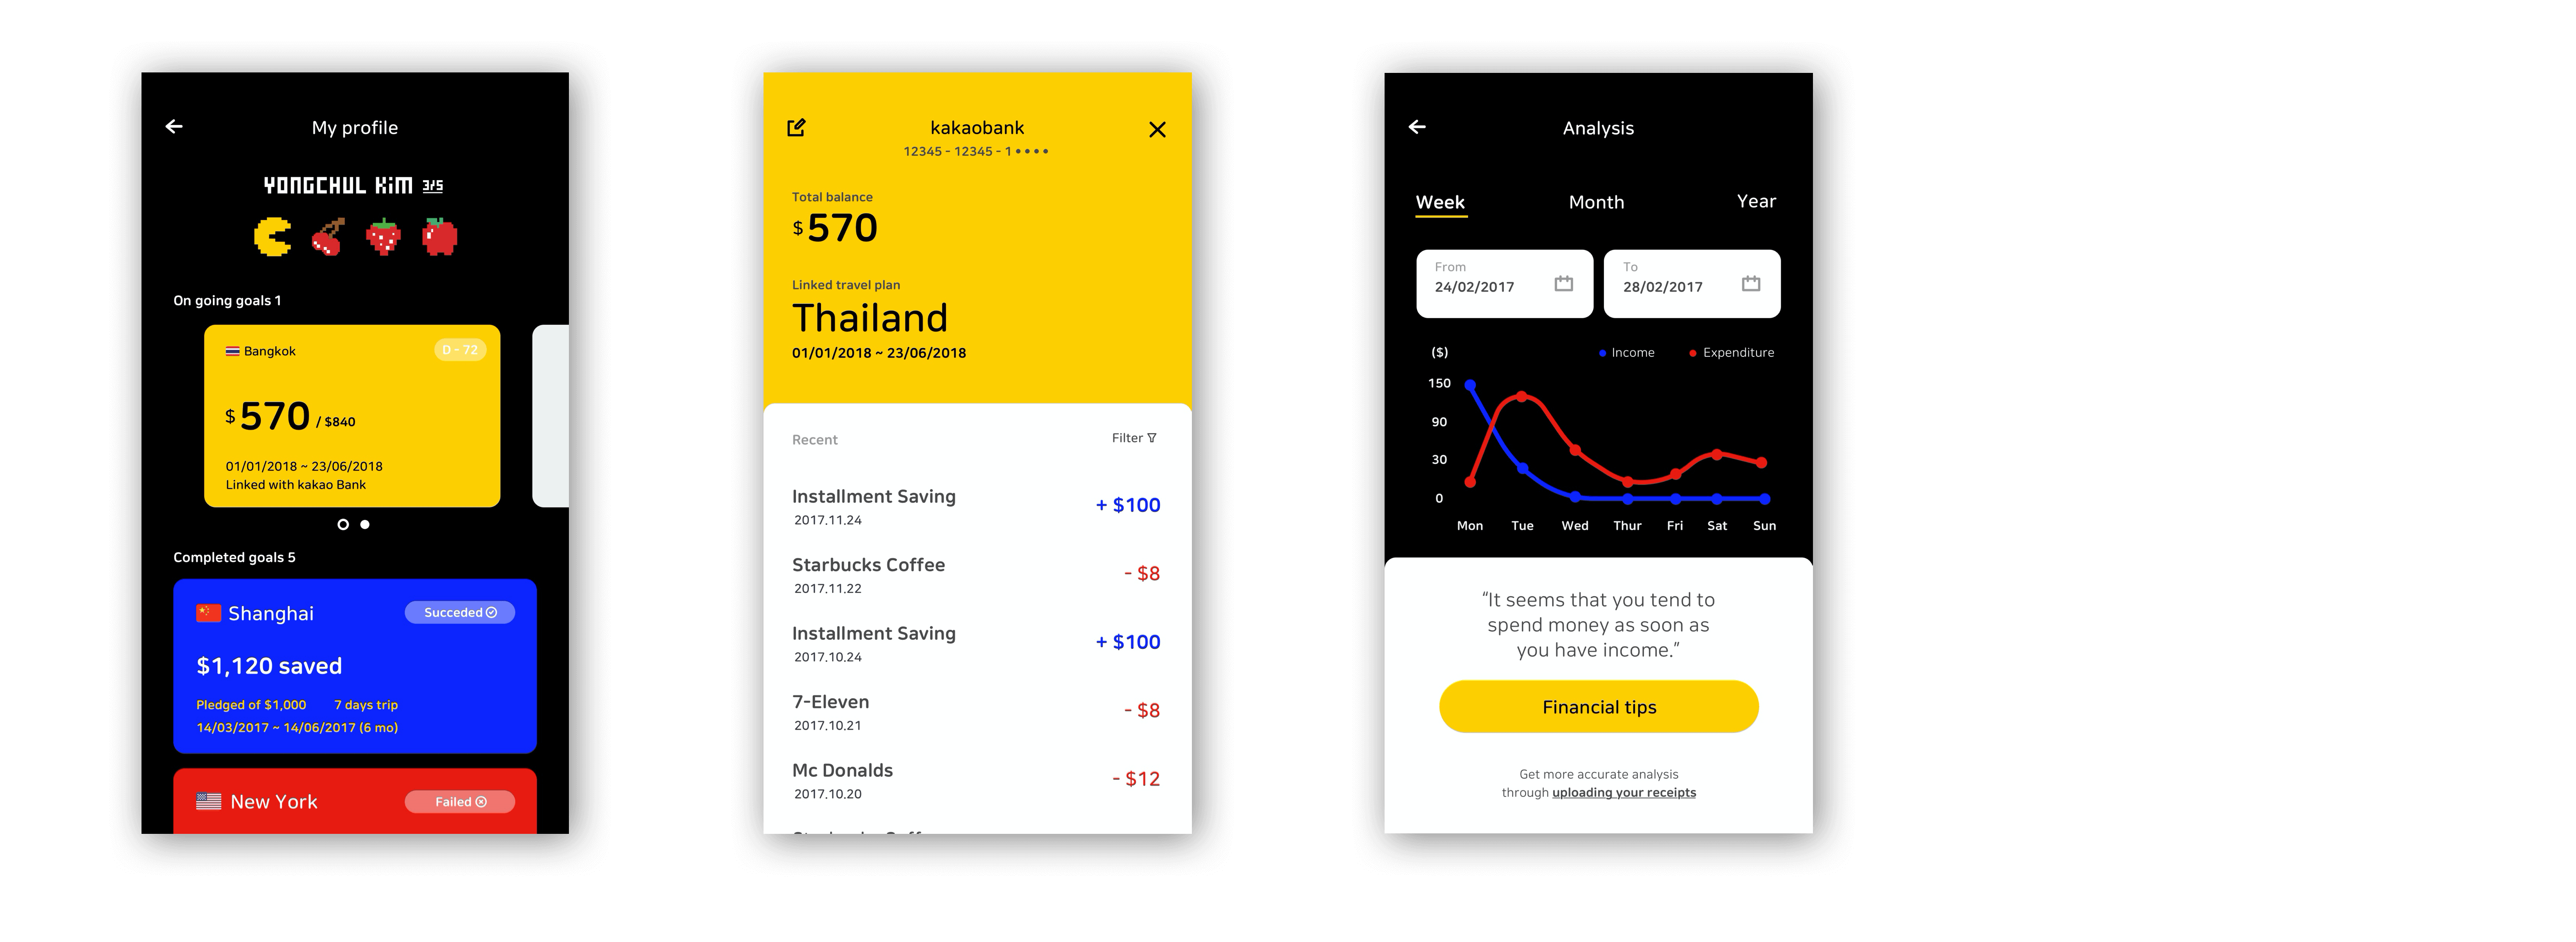 My profile
YONGCHUL KiM 3/5
On going goals 1
Bangkok
D - 72
$ 570 / $840
01/01/2018 ~ 23/06/2018
Linked with kakao Bank
Completed goals 5
Shanghai
Succeded
$1,120 saved
Pledged of $1,000 7 days trip
14/03/2017 ~ 14/06/2017 (6 mo)
New York
Failed
kakaobank
12345 - 12345 - 1 • • • •
Total balance
$ 570
Linked travel plan
Thailand
01/01/2018 ~ 23/06/2018
Recent
Filter
Installment Saving
+ $100
2017.11.24
Starbucks Coffee
- $8
2017.11.22
Installment Saving
+ $100
2017.10.24
7-Eleven
- $8
2017.10.21
Mc Donalds
- $12
2017.10.20
Analysis
Week Month Year
From
24/02/2017
To
28/02/2017
($)
Income Expenditure
150
90
30
0
Mon Tue Wed Thur Fri Sat Sun
“It seems that you tend to
spend money as soon as
you have income.”
Financial tips
Get more accurate analysis
through uploading your receipts